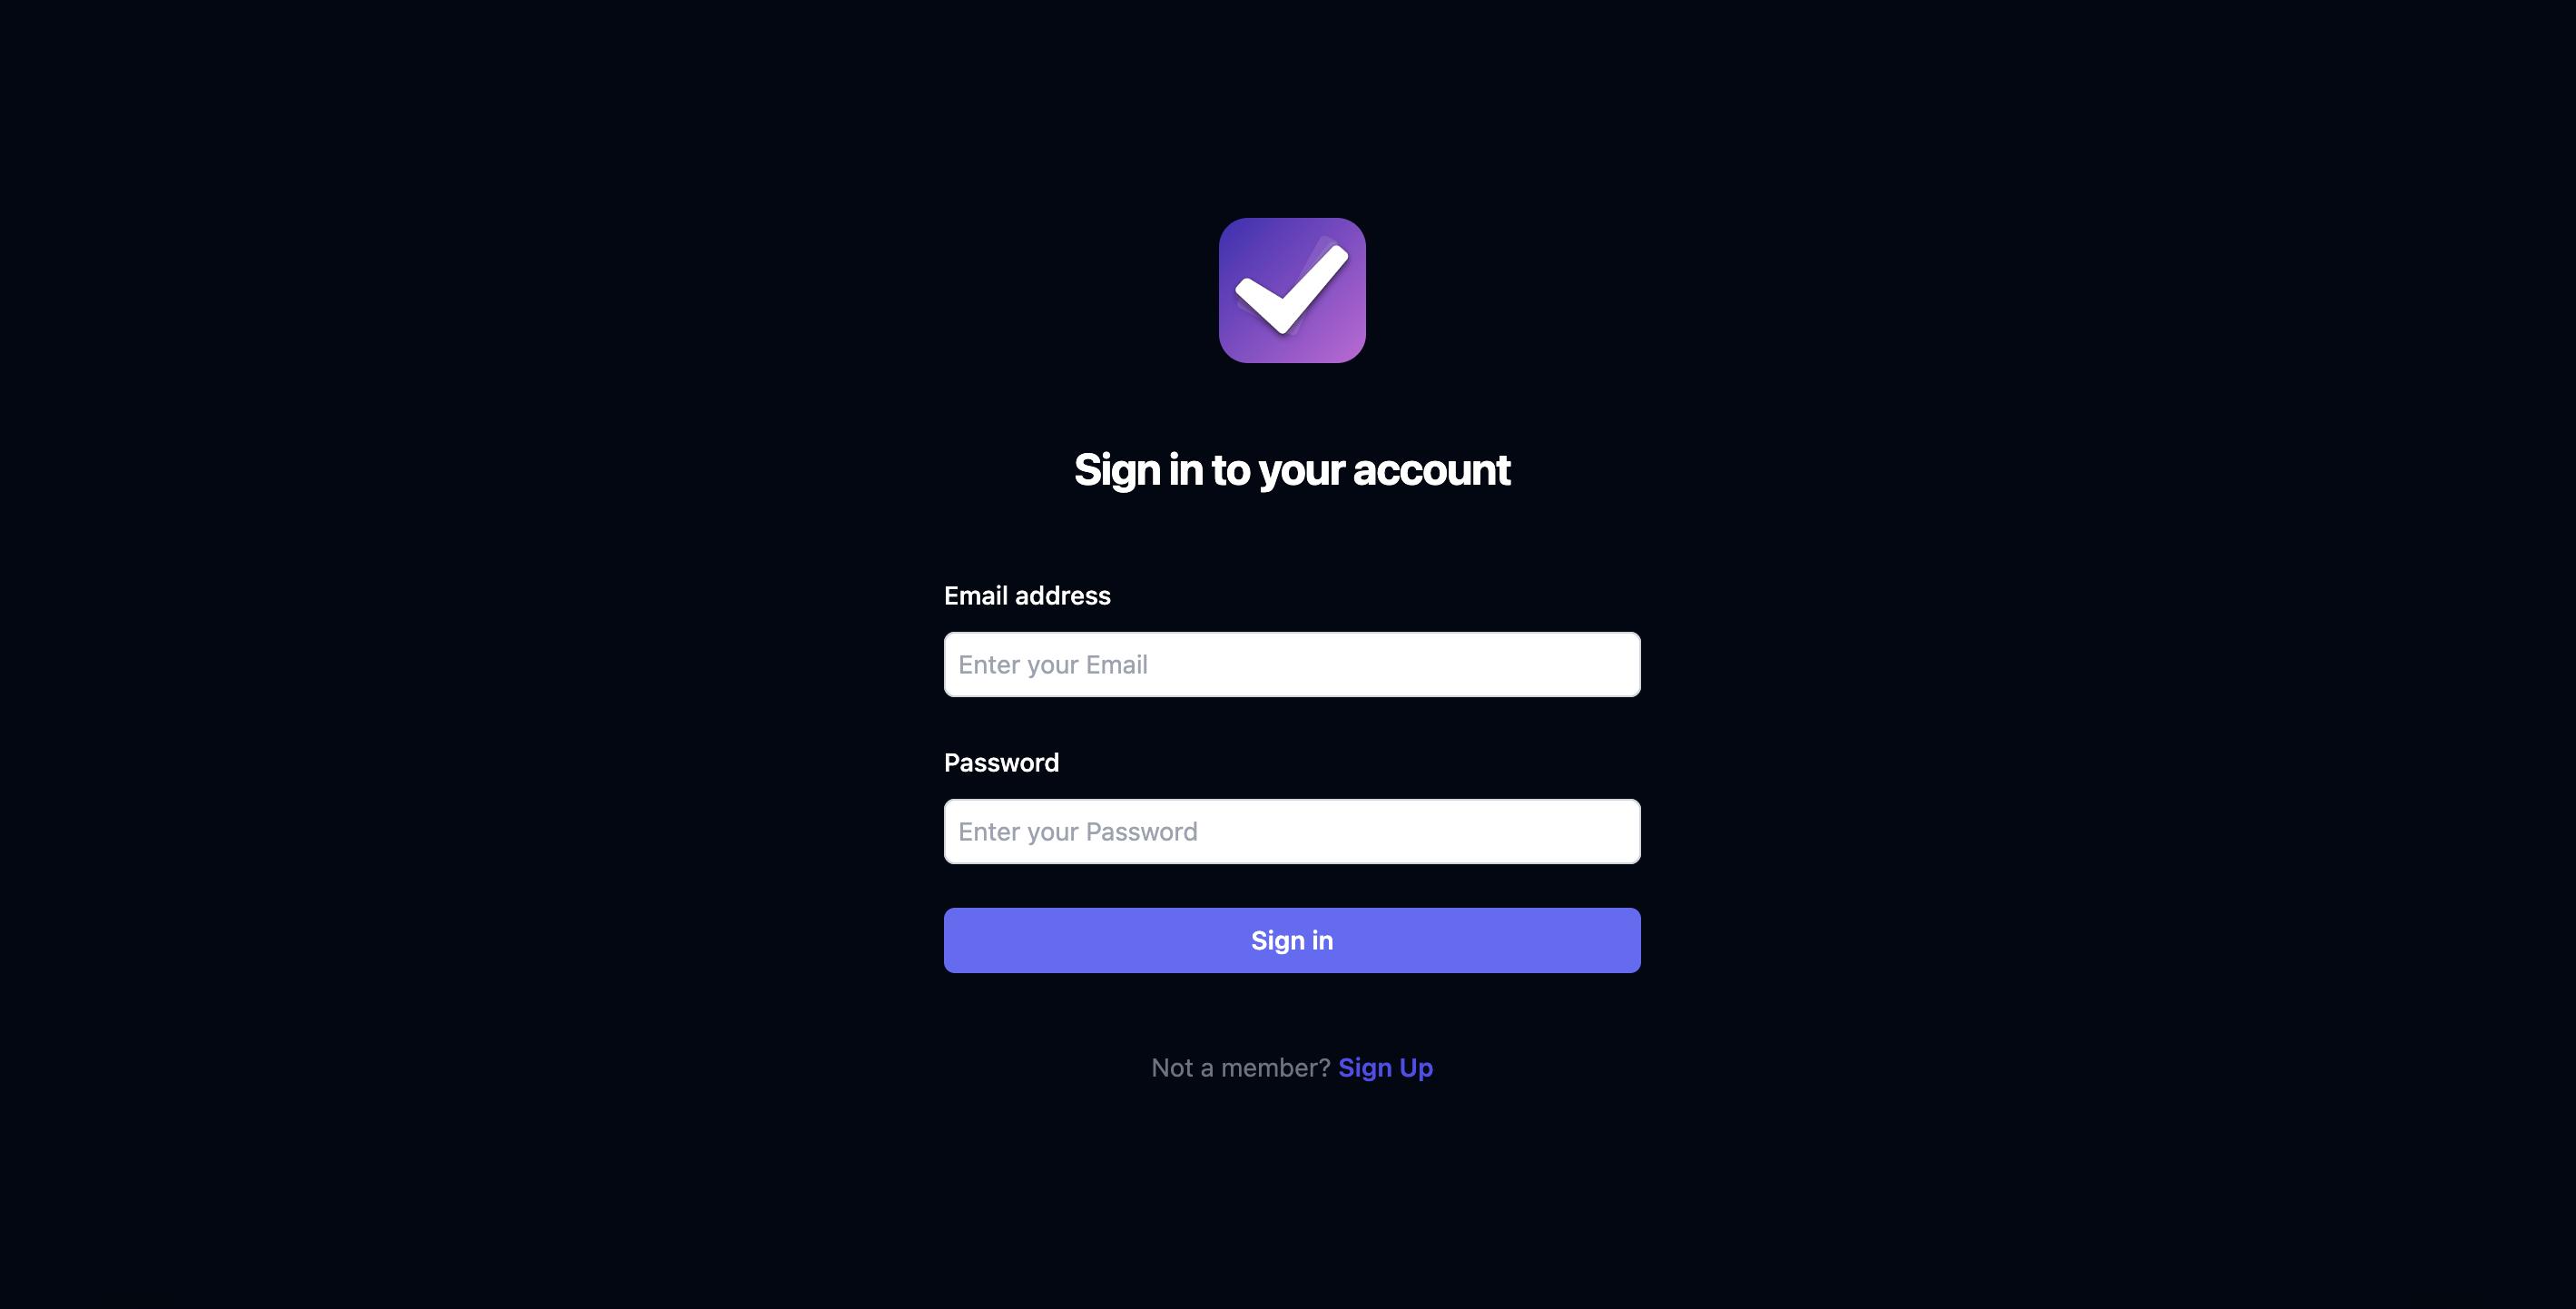 Sign in to your account
Email address
Enter your Email
Password
Enter your Password
Sign in
Not a member? Sign Up